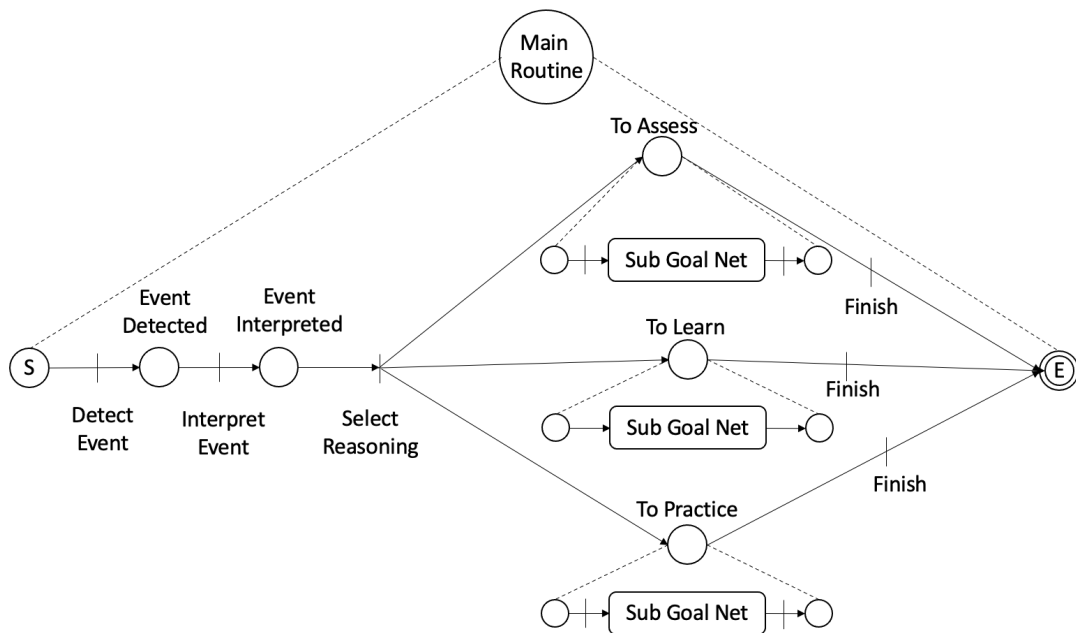 Main
Routine
To Assess
Sub Goal Net
Finish
Event
Detected
Event
Interpreted
To Learn
S
E
Finish
Detect
Event
Interpret
Event
Select
Reasoning
Sub Goal Net
Finish
To Practice
Sub Goal Net